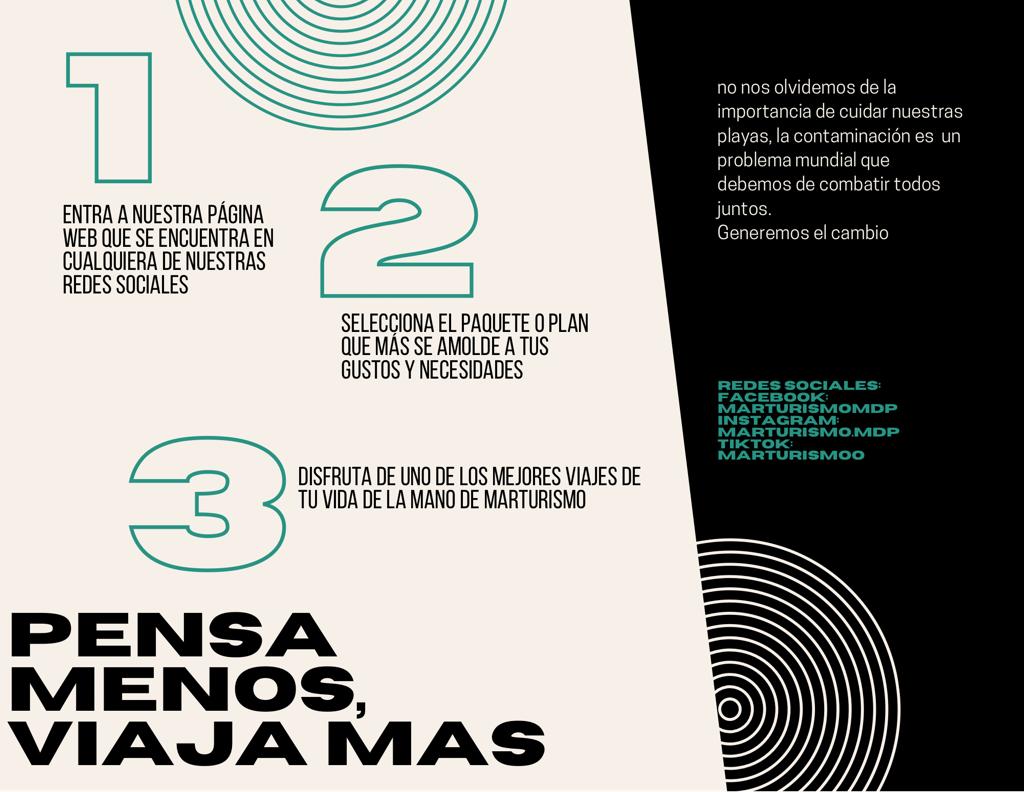 1
ENTRA A NUESTRA PÁGINA
WEB QUE SE ENCUENTRA EN
CUALQUIERA DE NUESTRAS
REDES SOCIALES
2
SELECCIONA EL PAQUETE O PLAN
QUE MÁS SE AMOLDE A TUS
GUSTOS Y NECESIDADES
3
DISFRUTA DE UNO DE LOS MEJORES VIAJES DE
TU VIDA DE LA MANO DE MARTURISMO
PENSA
MENOS,
VIAJA MAS
no nos olvidemos de la
importancia de cuidar nuestras
playas, la contaminación es un
problema mundial que
debemos de combatir todos
juntos.
Generemos el cambio
REDES SOCIALES:
FACEBOOK:
MARTURISMOMDP
INSTAGRAM:
MARTURISMO.MDP
TIKTOK:
MARTURISMOO